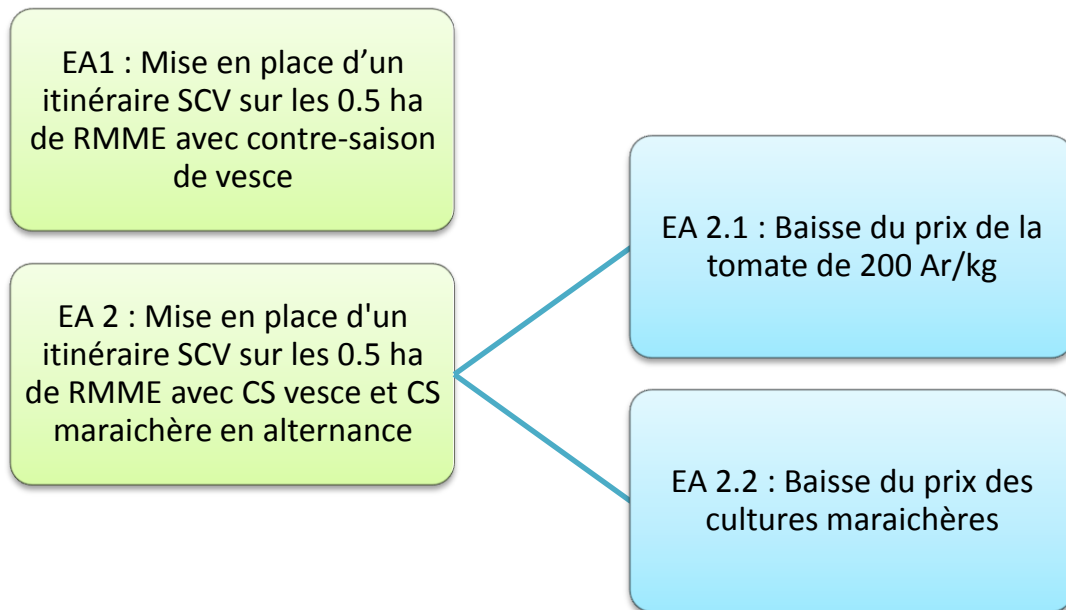 EA1 : Mise en place d’un
itinéraire SCV sur les 0.5 ha
de RMME avec contre-saison
de vesce
EA 2 : Mise en place d'un
itinéraire SCV sur les 0.5 ha
de RMME avec CS vesce et CS
maraichère en alternance
EA 2.1 : Baisse du prix de la
tomate de 200 Ar/kg
EA 2.2 : Baisse du prix des
cultures maraichères